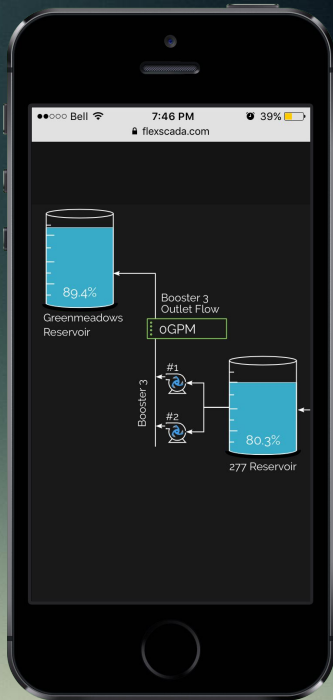 ●●○○○ Bell 7:46 PM 39%
flexscada.com
89.4%
Greenmeadows
Reservoir
Booster 3
Outlet Flow
0GPM
#1
Booster 3
#2
80.3%
277 Reservoir